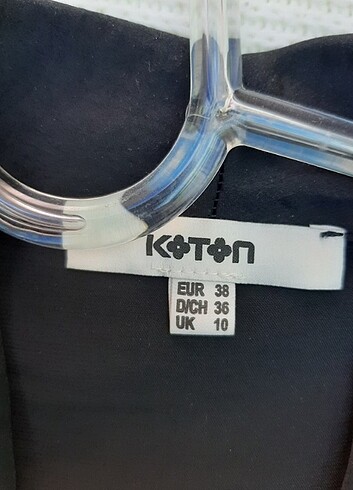 KOTON
EUR 38
D/CH 36
UK 10